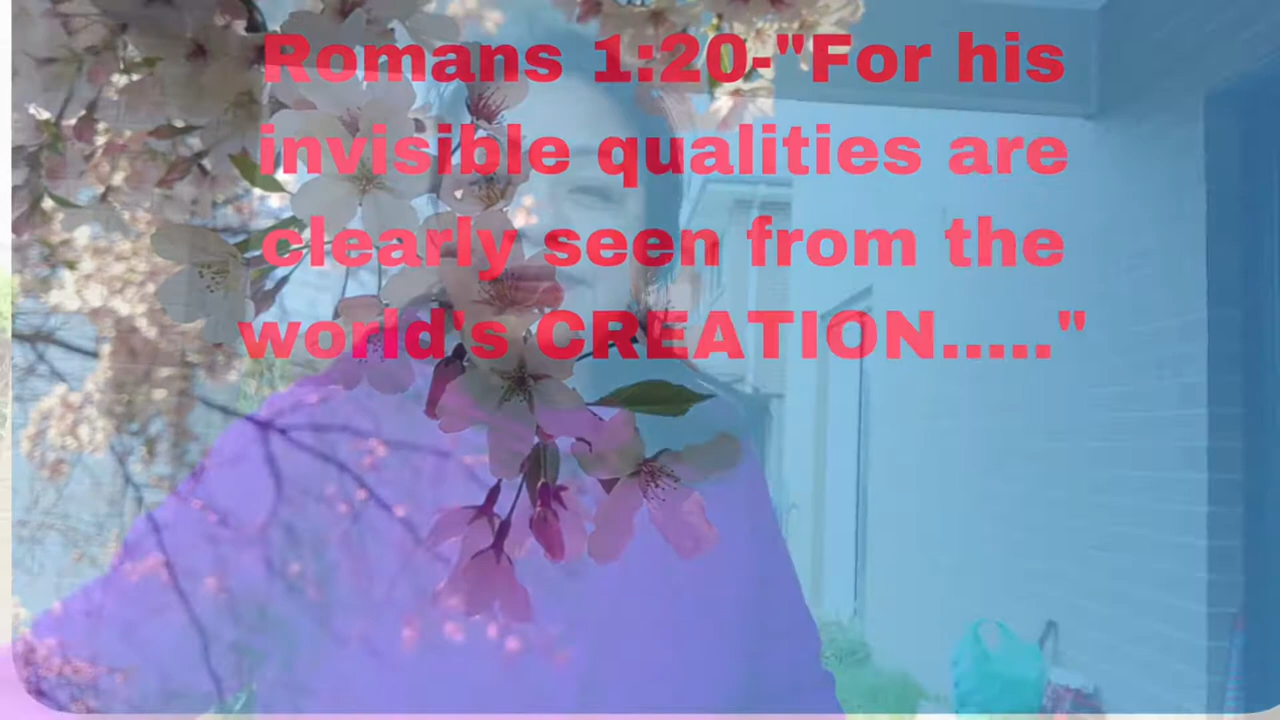 Romans 1:20-"For his
invisible qualities are
clearly seen from the
world's CREATION....."